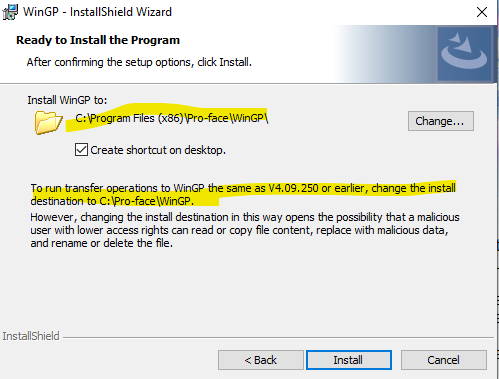 WinGP - InstallShield Wizard
Ready to Install the Program
After confirming the setup options, click Install.
Install WinGP to:
C:\Program Files (x86)\Pro-face\WinGP\
Change...
Create shortcut on desktop.
To run transfer operations to WinGP the same as V4.09.250 or earlier, change the install
destination to C:\Pro-face\WinGP.
However, changing the install destination in this way opens the possibility that a malicious
user with lower access rights can read or copy file content, replace with malicious data,
and rename or delete the file.
InstallShield
< Back
Install
Cancel